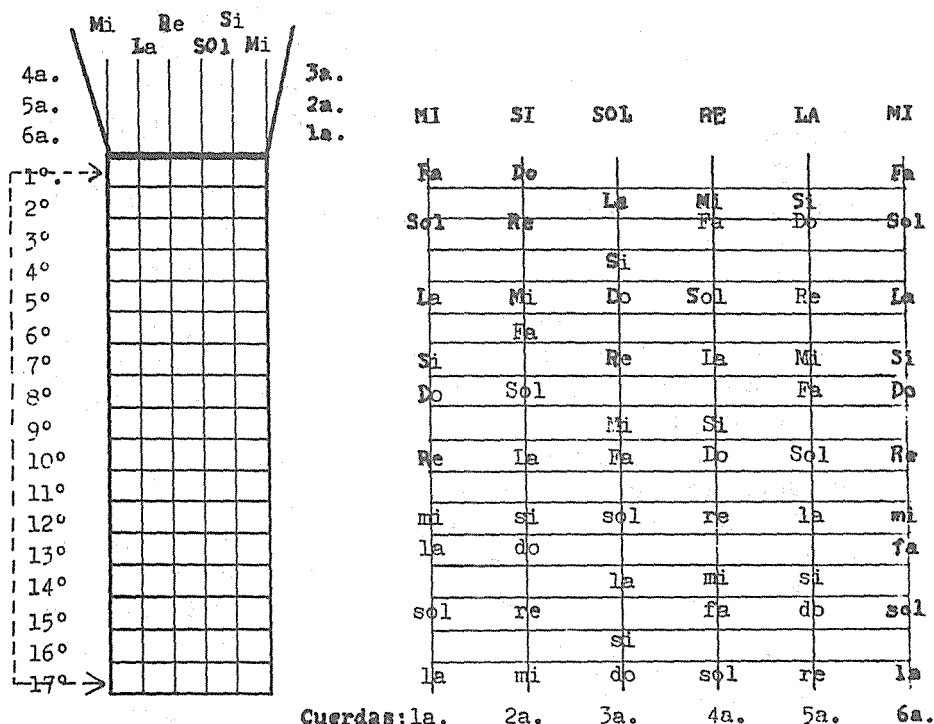 Mi Re Si
La SOl Mi
4a. 3a.
5a. 2a.
6a. 1a.
MI SI SOL RE LA MI
1º.
2º
3º
4º
5º
6º
7º
8º
9º
10º
11º
12º
13º
14º
15º
16º
17º
Fa Do Fa
La Mi Si
Sol Re Fa Do Sol
Si
La Mi Do Sol Re La
Fa
Si Re La Mi Si
Do Sol Fa Do
Mi Si
Re La Fa Do Sol Re
mi si sol re la mi
la do fa
la mi si
sol re fa do sol
si
la mi do sol re la
Cuerdas: 1a. 2a. 3a. 4a. 5a. 6a.